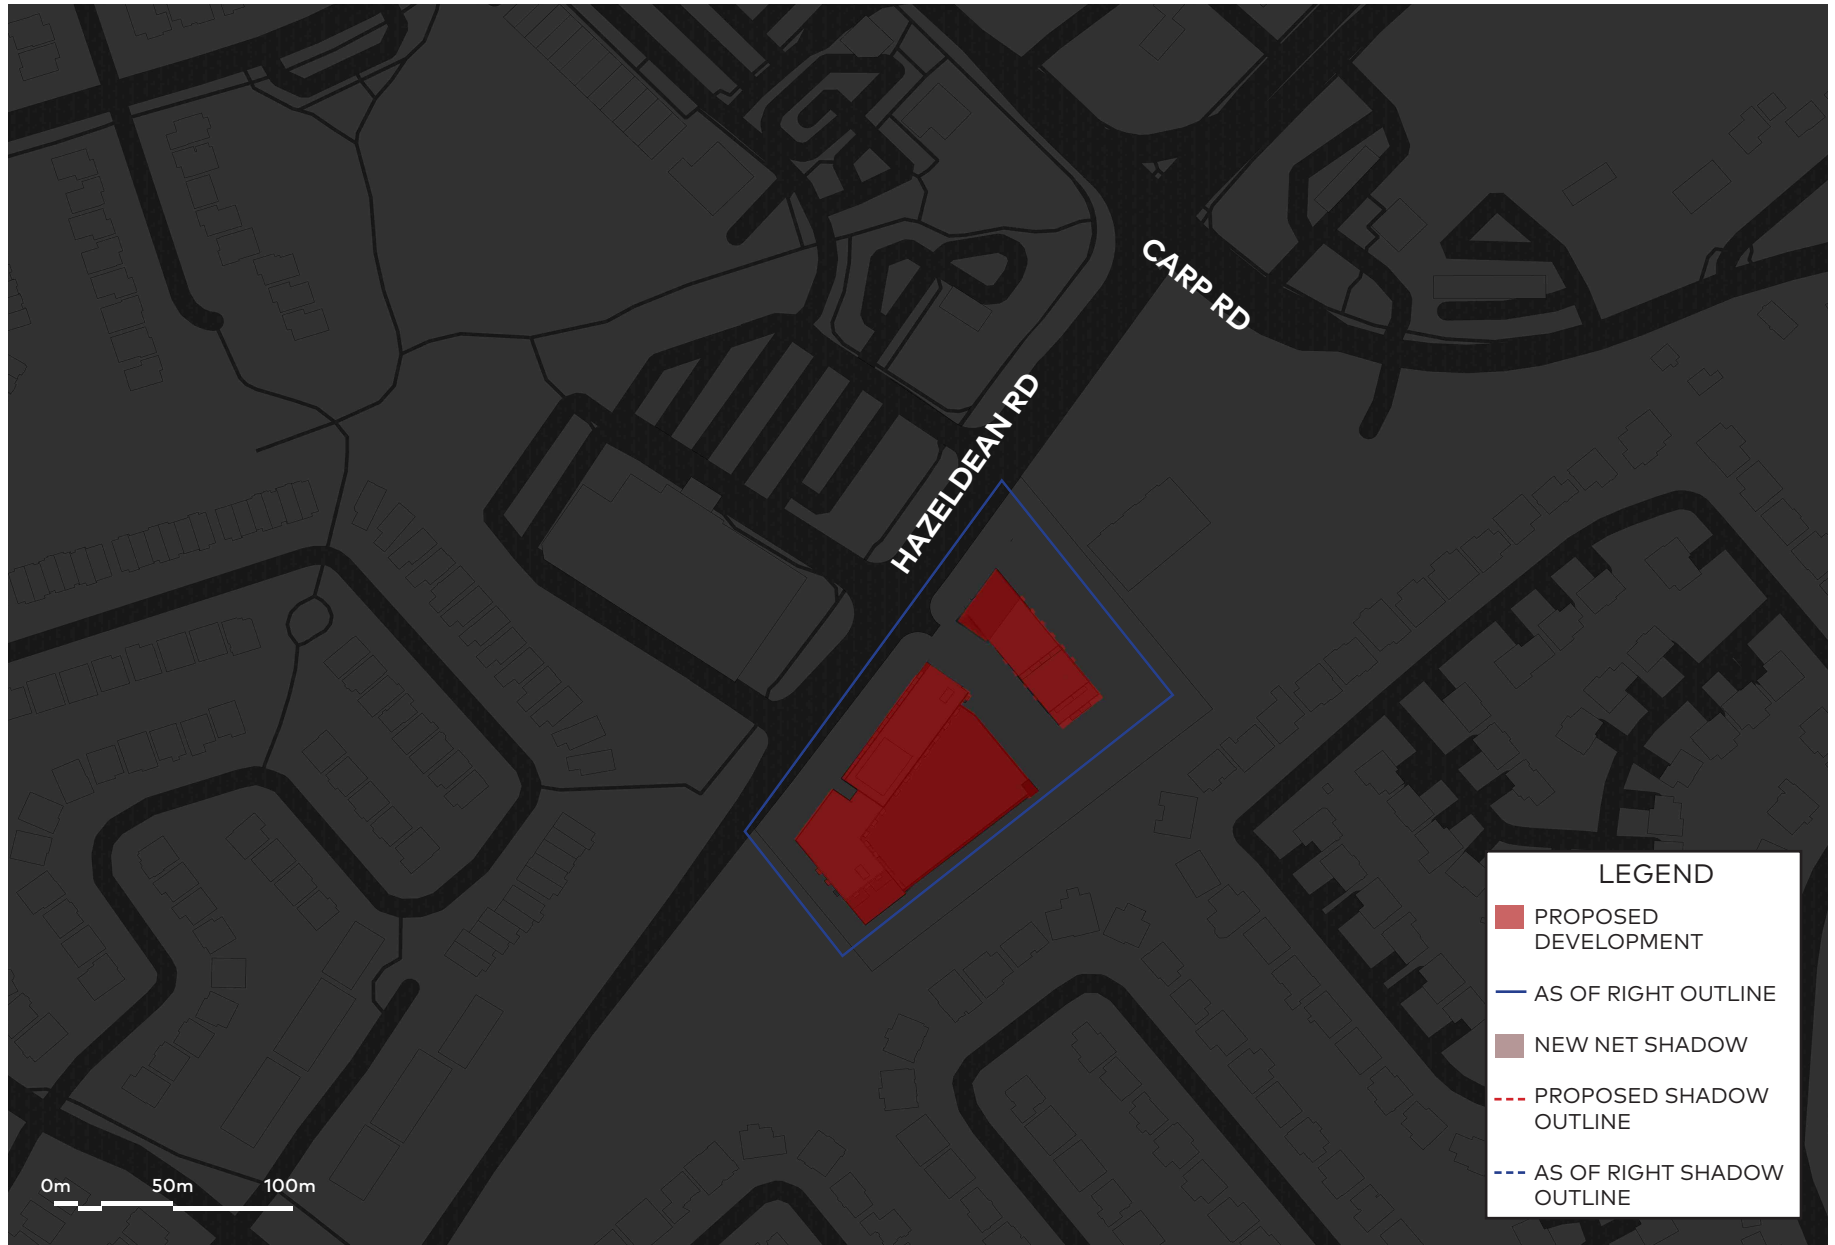 CARP RD
HAZELDEAN RD
LEGEND
PROPOSED
DEVELOPMENT
AS OF RIGHT OUTLINE
NEW NET SHADOW
PROPOSED SHADOW
OUTLINE
AS OF RIGHT SHADOW
OUTLINE
0m 50m 100m